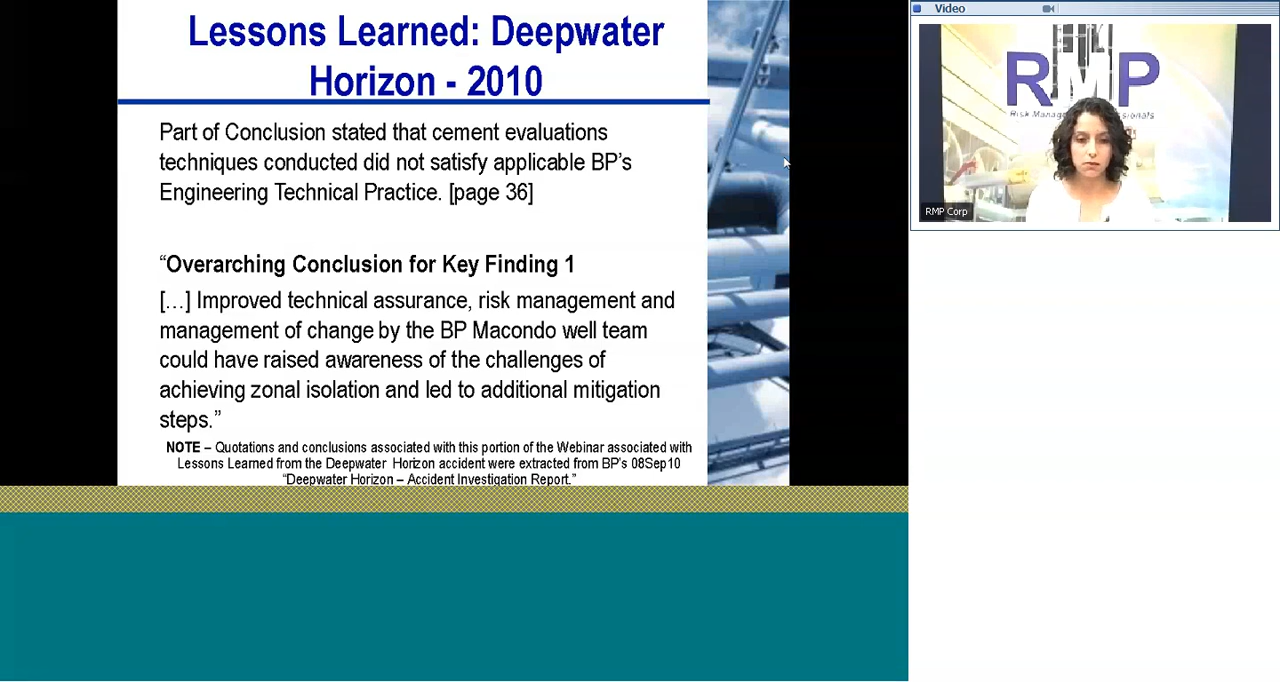 Lessons Learned: Deepwater
Horizon - 2010
Part of Conclusion stated that cement evaluations
techniques conducted did not satisfy applicable BP's
Engineering Technical Practice. [page 36]
“Overarching Conclusion for Key Finding 1
[…] Improved technical assurance, risk management and
management of change by the BP Macondo well team
could have raised awareness of the challenges of
achieving zonal isolation and led to additional mitigation
steps.”
NOTE – Quotations and conclusions associated with this portion of the Webinar associated with
Lessons Learned from the Deepwater Horizon accident were extracted from BP's 08Sep10
“Deepwater Horizon – Accident Investigation Report.”
Video
RMP
RMP Corp